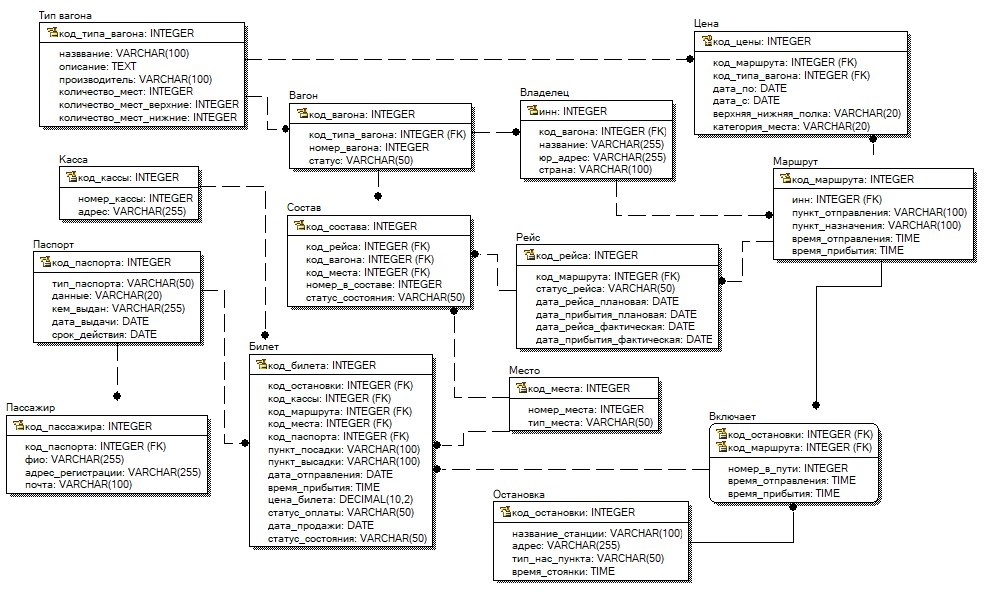 Тип вагона
код_типа_вагона: INTEGER
назввание: VARCHAR(100)
описание: TEXT
производитель: VARCHAR(100)
количество_мест: INTEGER
количество_мест_верхние: INTEGER
количество_мест_нижние: INTEGER
Цена
код_цены: INTEGER
код_маршрута: INTEGER (FK)
код_типа_вагона: INTEGER (FK)
дата_по: DATE
дата_с: DATE
верхняя_нижняя_полка: VARCHAR(20)
категория_места: VARCHAR(20)
Вагон
код_вагона: INTEGER
код_типа_вагона: INTEGER (FK)
номер_вагона: INTEGER
статус: VARCHAR(50)
Владелец
инн: INTEGER
код_вагона: INTEGER (FK)
название: VARCHAR(255)
юр_адрес: VARCHAR(255)
страна: VARCHAR(100)
Касса
код_кассы: INTEGER
номер_кассы: INTEGER
адрес: VARCHAR(255)
Маршрут
код_маршрута: INTEGER
инн: INTEGER (FK)
пункт_отправления: VARCHAR(100)
пункт_назначения: VARCHAR(100)
время_отправления: TIME
время_прибытия: TIME
Состав
код_состава: INTEGER
код_рейса: INTEGER (FK)
код_вагона: INTEGER (FK)
код_места: INTEGER (FK)
номер_в_составе: INTEGER
статус_состояния: VARCHAR(50)
Рейс
код_рейса: INTEGER
код_маршрута: INTEGER (FK)
статус_рейса: VARCHAR(50)
дата_рейса_плановая: DATE
дата_прибытия_плановая: DATE
дата_рейса_фактическая: DATE
дата_прибытия_фактическая: DATE
Паспорт
код_паспорта: INTEGER
тип_паспорта: VARCHAR(50)
данные: VARCHAR(20)
кем_выдан: VARCHAR(255)
дата_выдачи: DATE
срок_действия: DATE
Билет
код_билета: INTEGER
код_остановки: INTEGER (FK)
код_кассы: INTEGER (FK)
код_маршрута: INTEGER (FK)
код_места: INTEGER (FK)
код_паспорта: INTEGER (FK)
пункт_посадки: VARCHAR(100)
пункт_высадки: VARCHAR(100)
дата_отправления: DATE
время_прибытия: TIME
цена_билета: DECIMAL(10,2)
статус_оплаты: VARCHAR(50)
дата_продажи: DATE
статус_состояния: VARCHAR(50)
Место
код_места: INTEGER
номер_места: INTEGER
тип_места: VARCHAR(50)
Пассажир
код_пассажира: INTEGER
код_паспорта: INTEGER (FK)
фио: VARCHAR(255)
адрес_регистрации: VARCHAR(255)
почта: VARCHAR(100)
Включает
код_остановки: INTEGER (FK)
код_маршрута: INTEGER (FK)
номер_в_пути: INTEGER
время_отправления: TIME
время_прибытия: TIME
Остановка
код_остановки: INTEGER
название_станции: VARCHAR(100)
адрес: VARCHAR(255)
тип_нас_пункта: VARCHAR(50)
время_стоянки: TIME